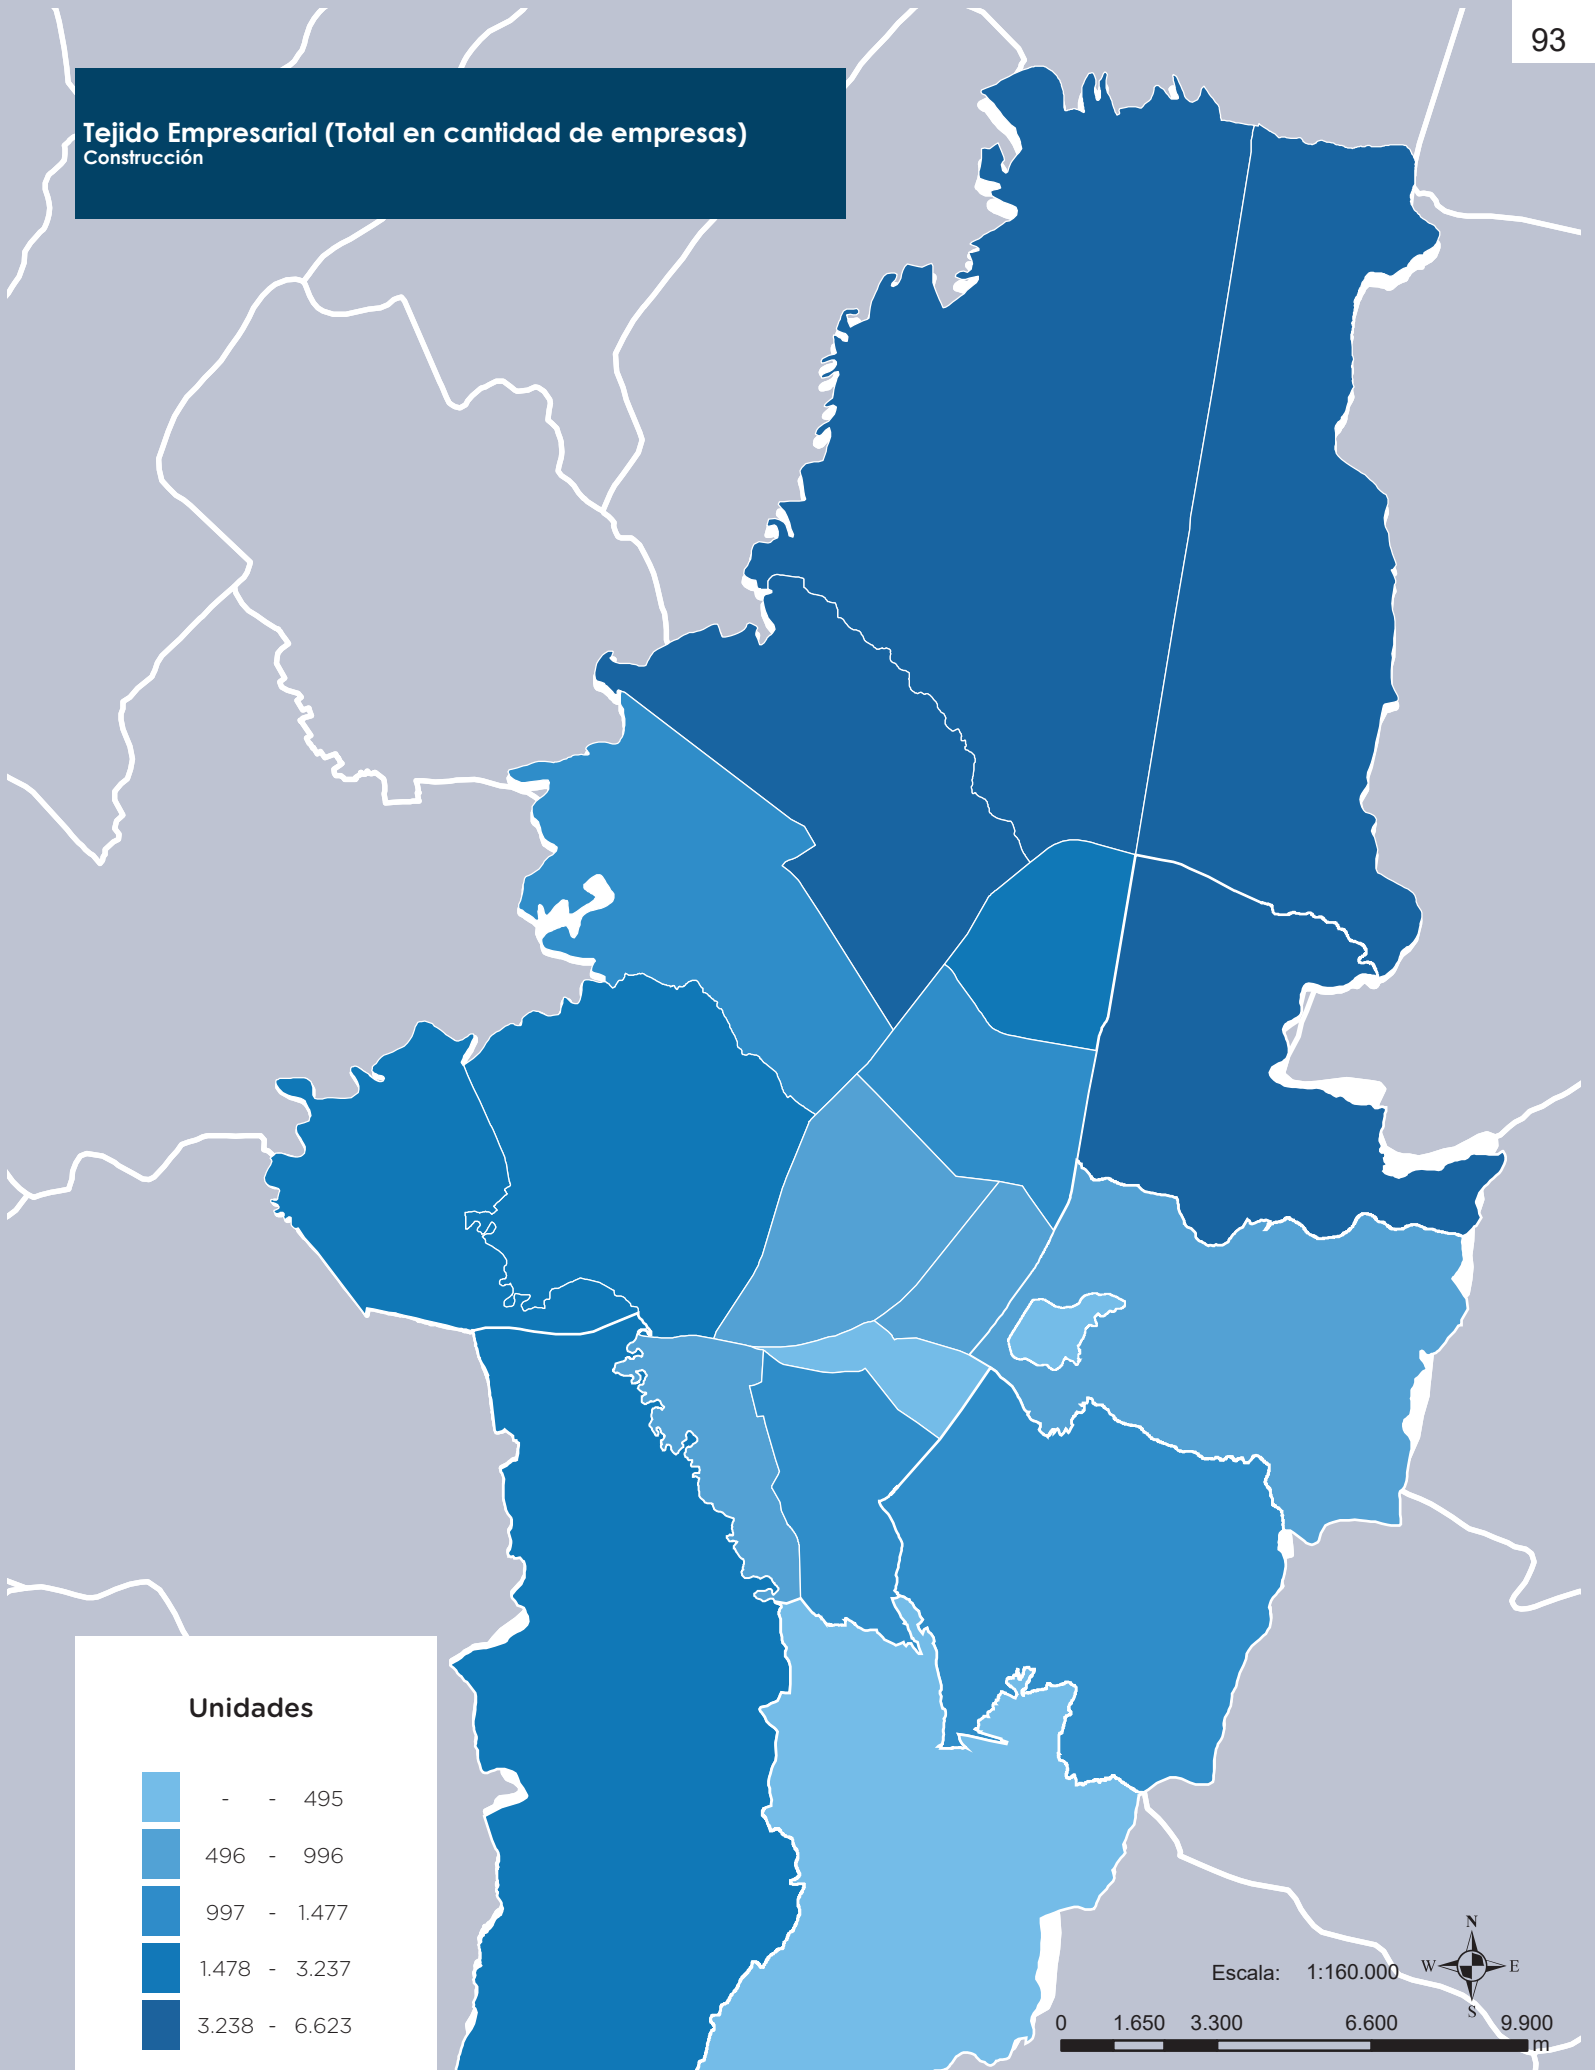 93
Tejido Empresarial (Total en cantidad de empresas)
Construcción
Unidades
- - 495
496 - 996
997 - 1.477
1.478 - 3.237
3.238 - 6.623
N
W E
S
Escala: 1:160.000
0 1.650 3.300 6.600 9.900
m